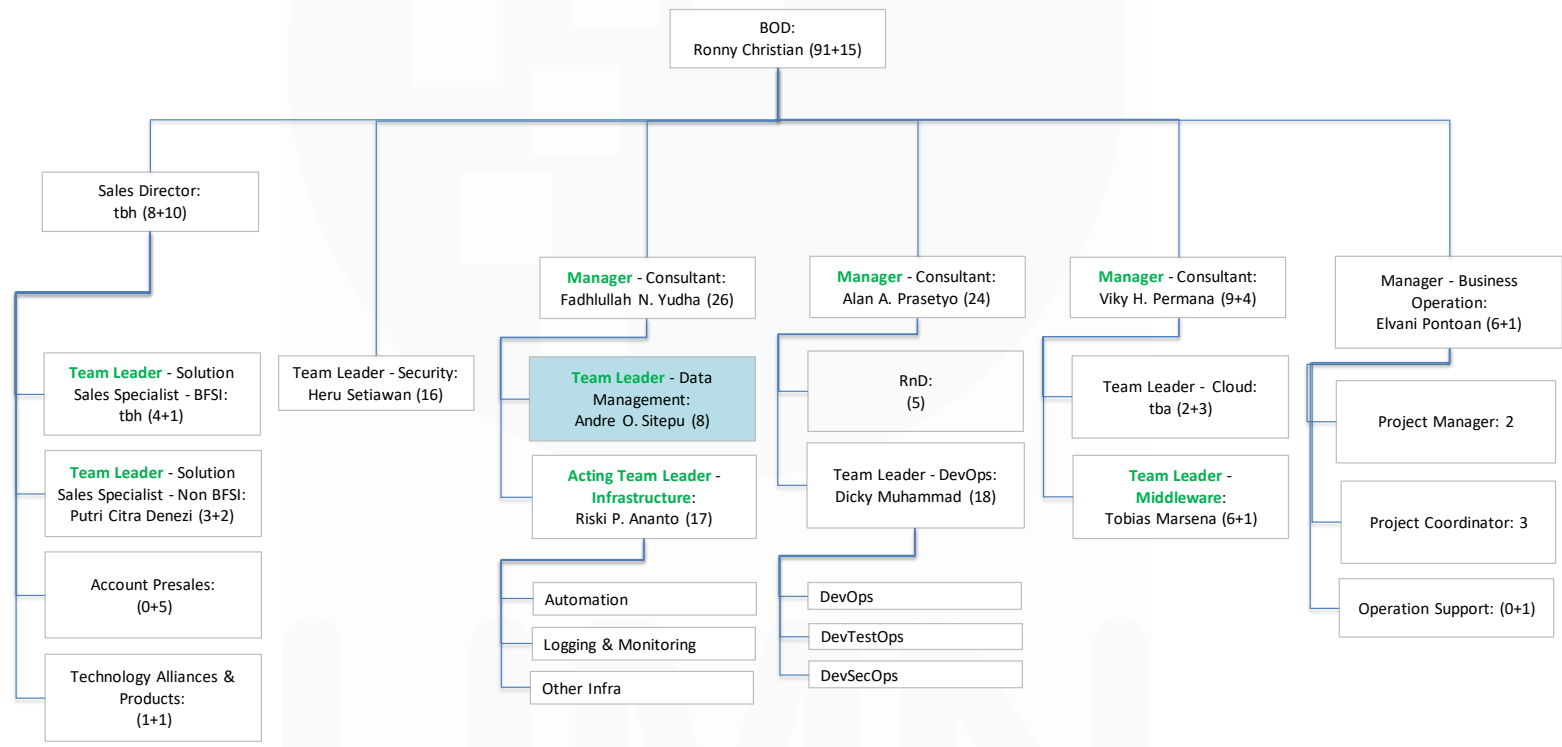 BOD:
Ronny Christian (91+15)
Sales Director:
tbh (8+10)
Team Leader - Solution
Sales Specialist - BFSI:
tbh (4+1)
Team Leader - Solution
Sales Specialist - Non BFSI:
Putri Citra Denezi (3+2)
Account Presales:
(0+5)
Technology Alliances &
Products:
(1+1)
Team Leader - Security:
Heru Setiawan (16)
Manager - Consultant:
Fadhlullah N. Yudha (26)
Team Leader - Data
Management:
Andre O. Sitepu (8)
Acting Team Leader -
Infrastructure:
Riski P. Ananto (17)
Automation
Logging & Monitoring
Other Infra
Manager - Consultant:
Alan A. Prasetyo (24)
RnD:
(5)
Team Leader - DevOps:
Dicky Muhammad (18)
DevOps
DevTestOps
DevSecOps
Manager - Consultant:
Viky H. Permana (9+4)
Team Leader - Cloud:
tba (2+3)
Team Leader -
Middleware:
Tobias Marsena (6+1)
Manager - Business
Operation:
Elvani Pontoan (6+1)
Project Manager: 2
Project Coordinator: 3
Operation Support: (0+1)